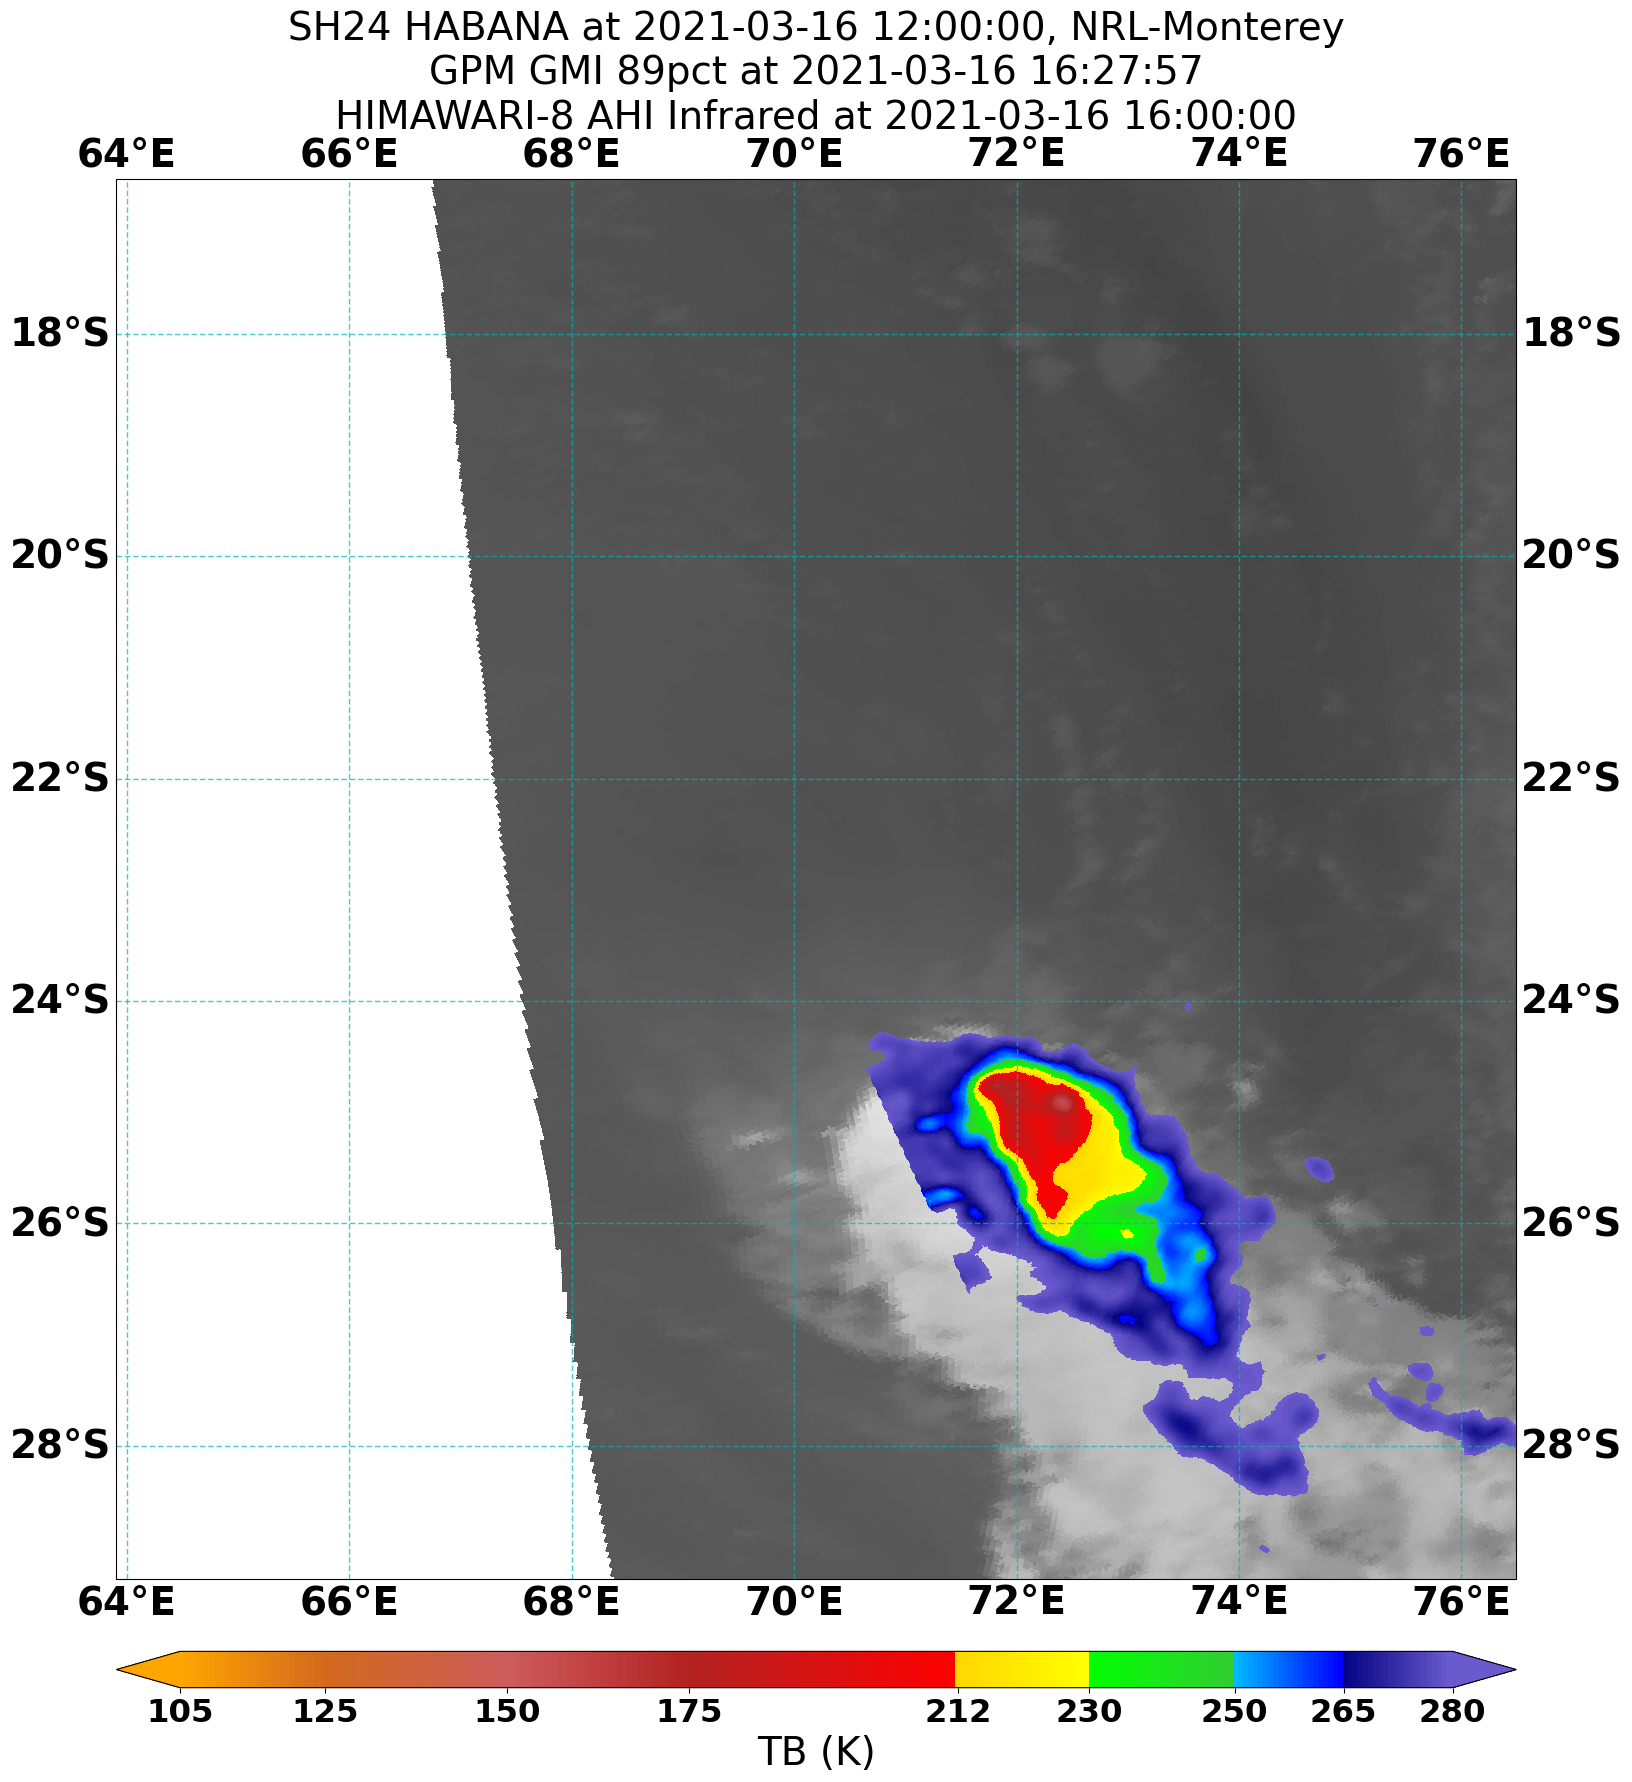 SH24 HABANA at 2021-03-16 12:00:00, NRL-Monterey
GPM GMI 89pct at 2021-03-16 16:27:57
HIMAWARI-8 AHI Infrared at 2021-03-16 16:00:00
64°E 66°E 68°E 70°E 72°E 74°E 76°E
18°S 18°S
20°S 20°S
22°S 22°S
24°S 24°S
26°S 26°S
28°S 28°S
64°E 66°E 68°E 70°E 72°E 74°E 76°E
105 125 150 175 212 230 250 265 280
TB (K)